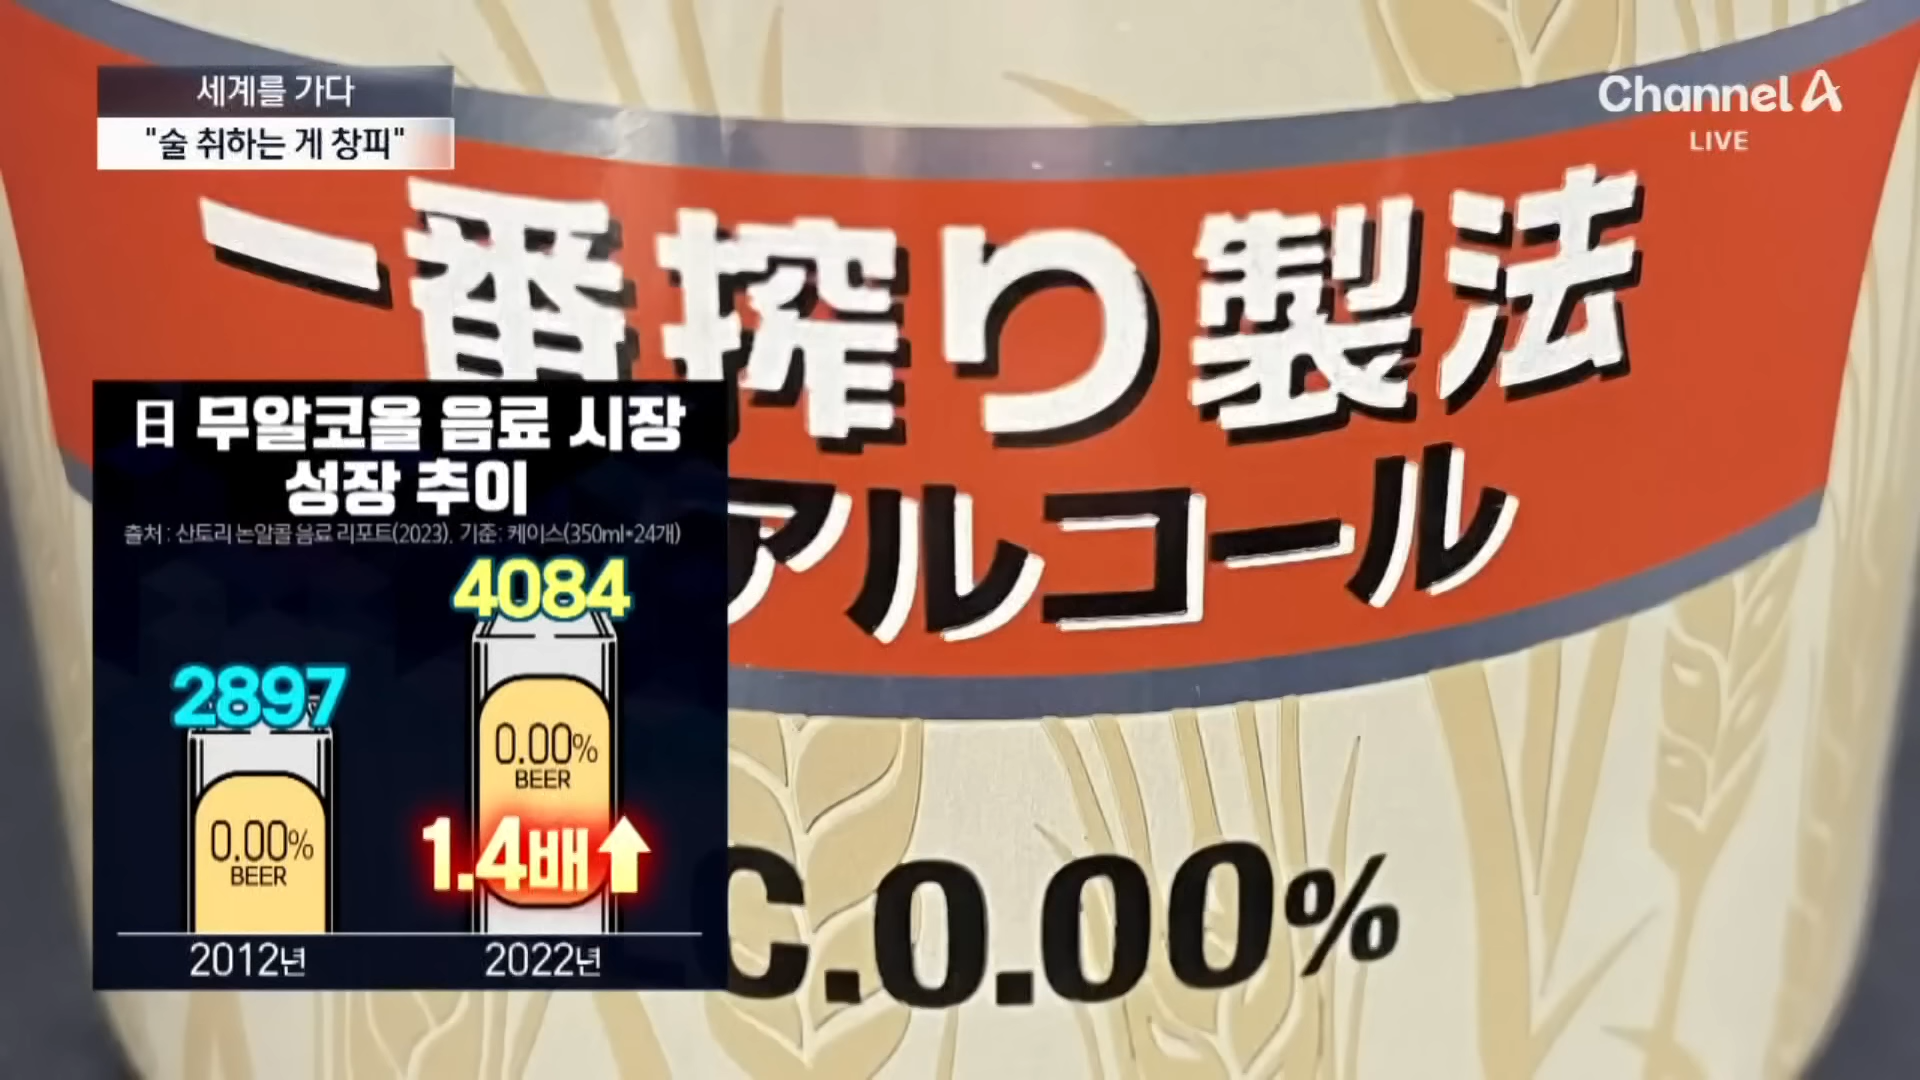 세계를 가다
"술 취하는 게 창피"
Channel A
LIVE
一番搾り製法
アルコール
C.0.00%
日 무알코올 음료 시장
성장 추이
출처 : 산토리 논알콜 음료 리포트(2023), 기준 : 케이스(350ml*24개)
2897
4084
0.00%
BEER
0.00%
BEER
1.4배
2012년
2022년